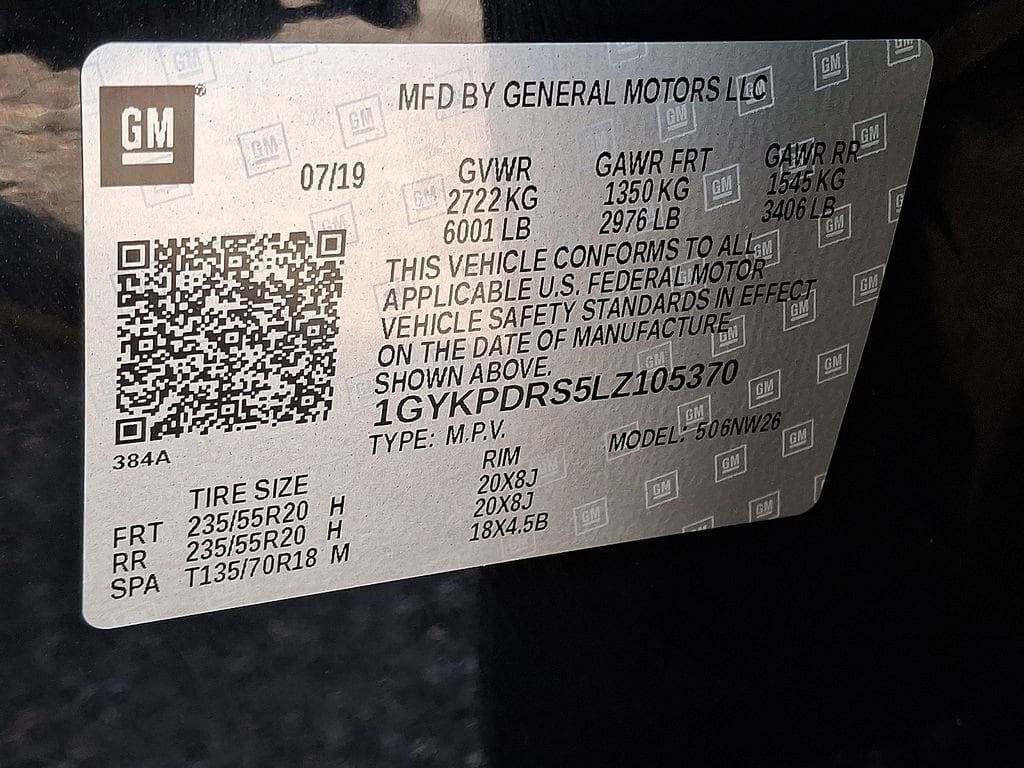 GM
MFD BY GENERAL MOTORS LLC
07/19
GVWR GAWR FRT GAWR RR
2722 KG 1350 KG 1545 KG
6001 LB 2976 LB 3406 LB
THIS VEHICLE CONFORMS TO ALL
APPLICABLE U.S. FEDERAL MOTOR
VEHICLE SAFETY STANDARDS IN EFFECT
ON THE DATE OF MANUFACTURE
SHOWN ABOVE.
1GYKPDRS5LZ105370
TYPE: M.P.V. MODEL: 506NW26
384A
TIRE SIZE RIM
FRT 235/55R20 H 20X8J
RR 235/55R20 H 20X8J
SPA T135/70R18 M 18X4.5B